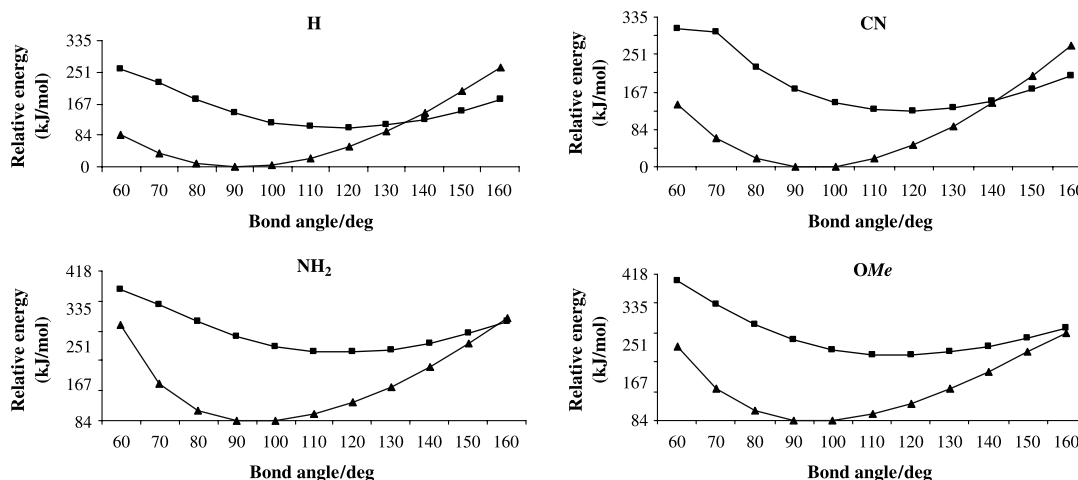 H
Relative energy
(kJ/mol)
335
251
167
84
0
60 70 80 90 100 110 120 130 140 150 160
Bond angle/deg
CN
Relative energy
(kJ/mol)
335
251
167
84
0
60 70 80 90 100 110 120 130 140 150 160
Bond angle/deg
NH₂
Relative energy
(kJ/mol)
418
335
251
167
84
60 70 80 90 100 110 120 130 140 150 160
Bond angle/deg
OMe
Relative energy
(kJ/mol)
418
335
251
167
84
60 70 80 90 100 110 120 130 140 150 160
Bond angle/deg